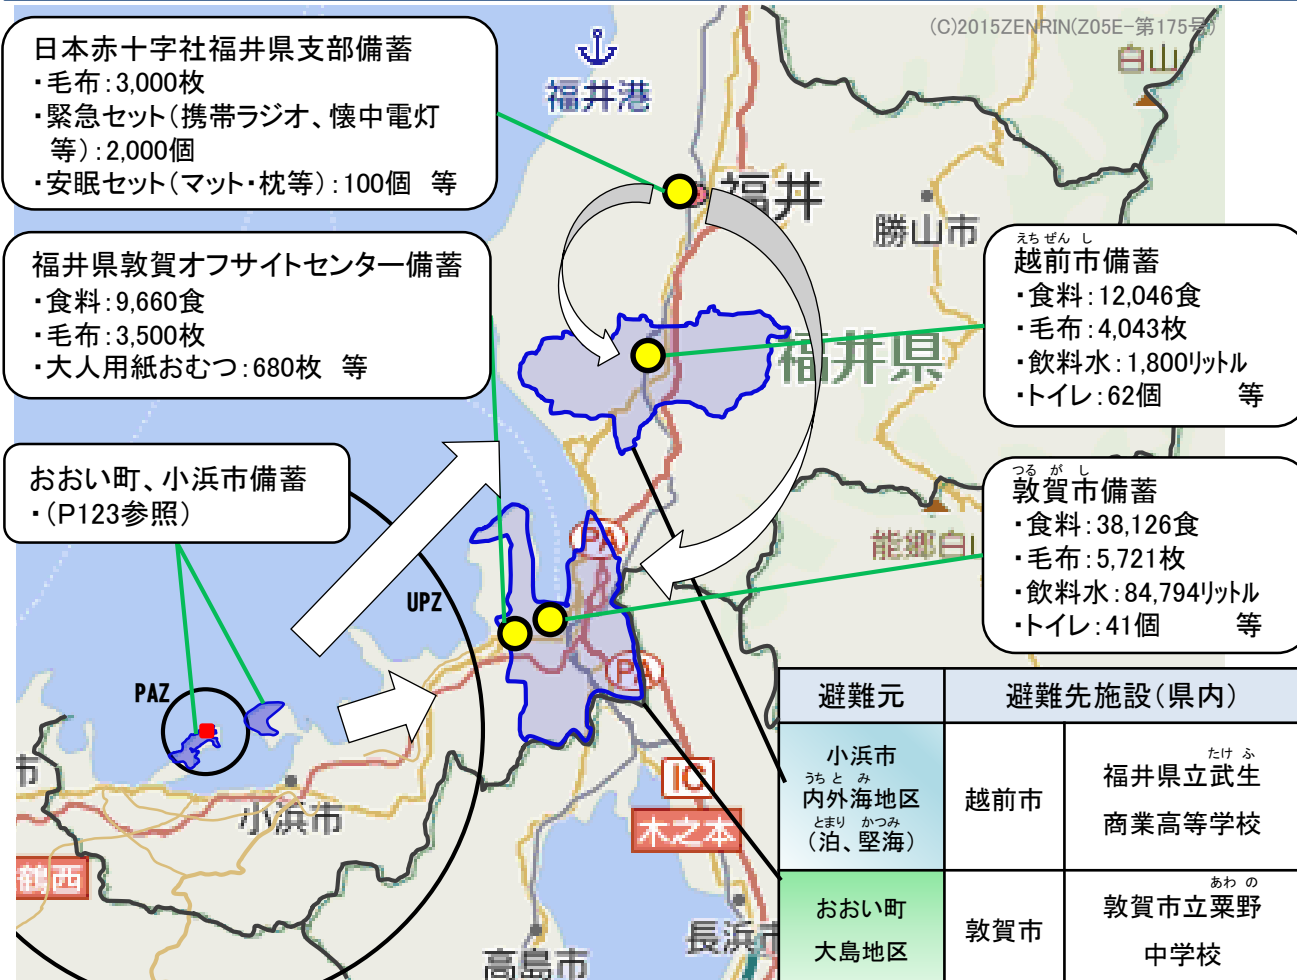 (C)2015ZENRIN(Z05E-第175号)
日本赤十字社福井県支部備蓄
・毛布：3,000枚
・緊急セット（携帯ラジオ、懐中電灯
等）：2,000個
・安眠セット（マット・枕等）：100個　等
福井県敦賀オフサイトセンター備蓄
・食料：9,660食
・毛布：3,500枚
・大人用紙おむつ：680枚　等
おおい町、小浜市備蓄
・（P123参照）
えちぜん し
越前市備蓄
・食料：12,046食
・毛布：4,043枚
・飲料水：1,800リットル
・トイレ：62個　等
つるがし
敦賀市備蓄
・食料：38,126食
・毛布：5,721枚
・飲料水：84,794リットル
・トイレ：41個　等
福井港
白山
福井
勝山市
福井県
能郷白山
PA
PA
UPZ
PAZ
市
小浜市
鶴西
IC
木之本
長浜市
高島市
避難元
避難先施設（県内）
小浜市
うちとみ
内外海地区
とまり　かつみ
（泊、堅海）
越前市
たけふ
福井県立武生
商業高等学校
おおい町
大島地区
敦賀市
あわの
敦賀市立粟野
中学校